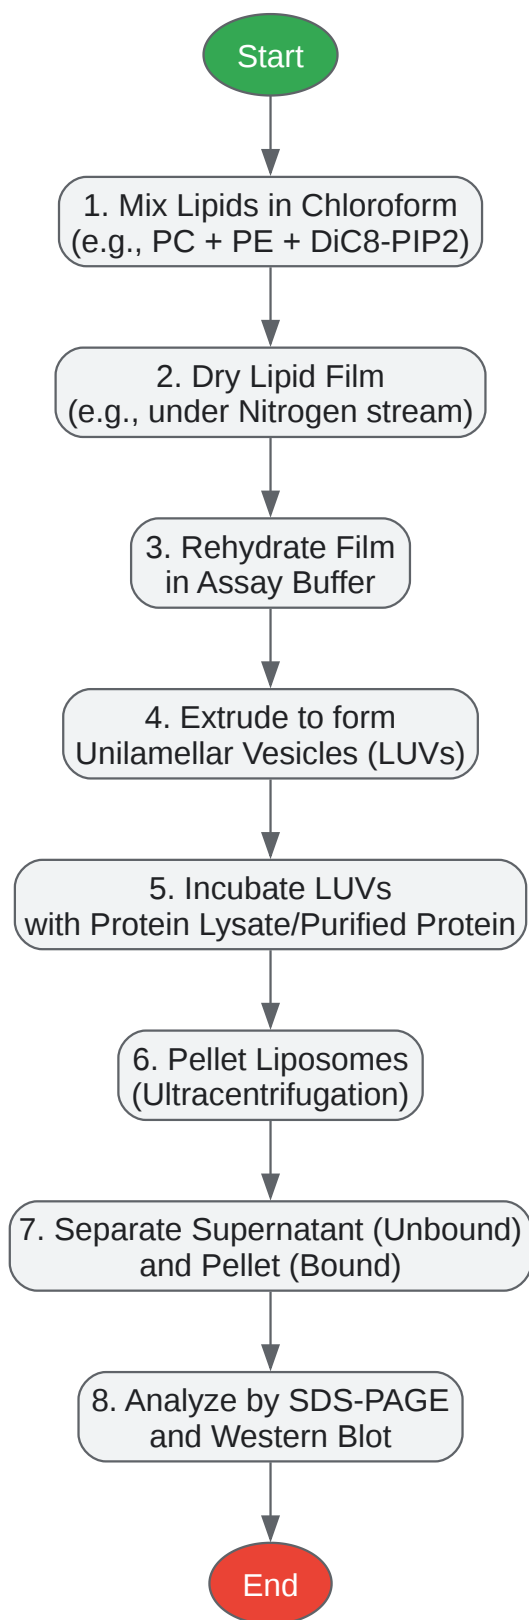 Start
1. Mix Lipids in Chloroform
(e.g., PC + PE + DiC8-PIP2)
2. Dry Lipid Film
(e.g., under Nitrogen stream)
3. Rehydrate Film
in Assay Buffer
4. Extrude to form
Unilamellar Vesicles (LUVs)
5. Incubate LUVs
with Protein Lysate/Purified Protein
6. Pellet Liposomes
(Ultracentrifugation)
7. Separate Supernatant (Unbound)
and Pellet (Bound)
8. Analyze by SDS-PAGE
and Western Blot
End